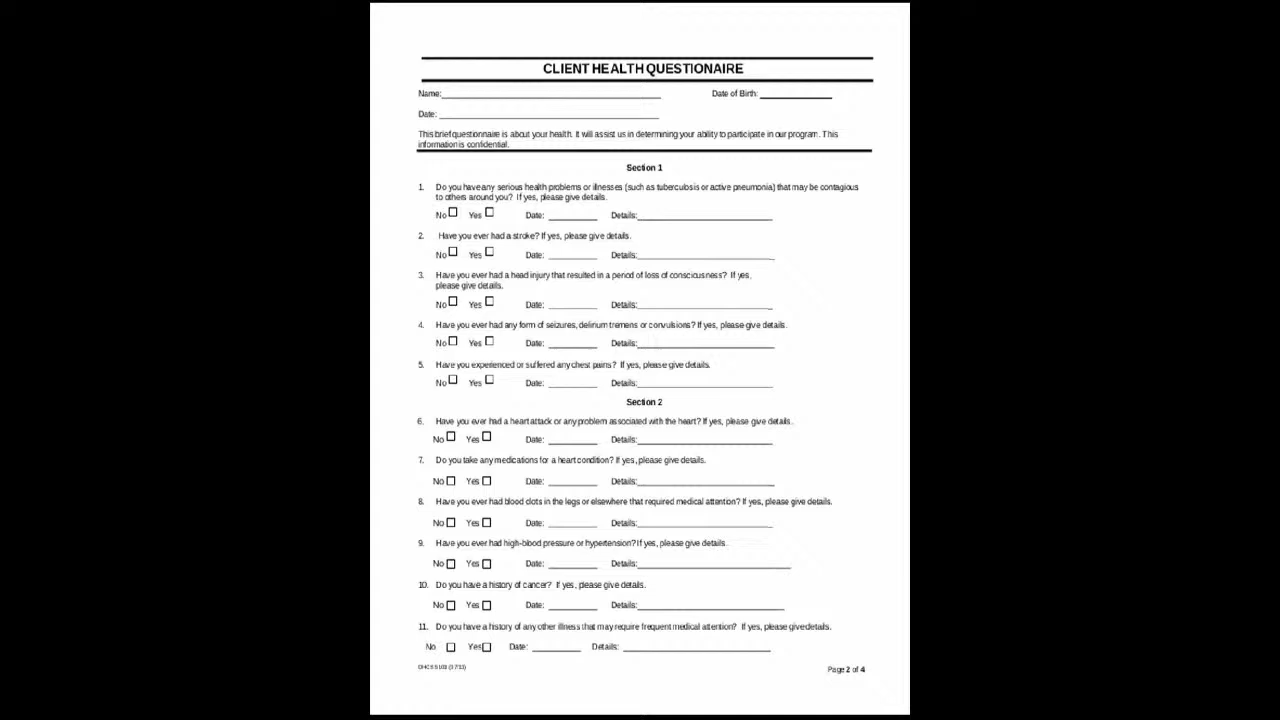 CLIENT HEALTH QUESTIONAIRE
Name: Date of Birth:
Date:
This brief questionnaire is about your health. It will assist us in determining your ability to participate in our program. This
information is confidential.
Section 1
1. Do you have any serious health problems or illnesses (such as tuberculosis or active pneumonia) that may be contagious
to others around you? If yes, please give details.
No Yes Date: Details:
2. Have you ever had a stroke? If yes, please give details.
No Yes Date: Details:
3. Have you ever had a head injury that resulted in a period of loss of consciousness? If yes,
please give details.
No Yes Date: Details:
4. Have you ever had any form of seizures, delirium tremens or convulsions? If yes, please give details.
No Yes Date: Details:
5. Have you experienced or suffered any chest pains? If yes, please give details.
No Yes Date: Details:
Section 2
6. Have you ever had a heart attack or any problem associated with the heart? If yes, please give details.
No Yes Date: Details:
7. Do you take any medications for a heart condition? If yes, please give details.
No Yes Date: Details:
8. Have you ever had blood clots in the legs or elsewhere that required medical attention? If yes, please give details.
No Yes Date: Details:
9. Have you ever had high-blood pressure or hypertension? If yes, please give details.
No Yes Date: Details:
10. Do you have a history of cancer? If yes, please give details.
No Yes Date: Details:
11. Do you have a history of any other illness that may require frequent medical attention? If yes, please give details.
No Yes Date: Details:
Page 2 of 4